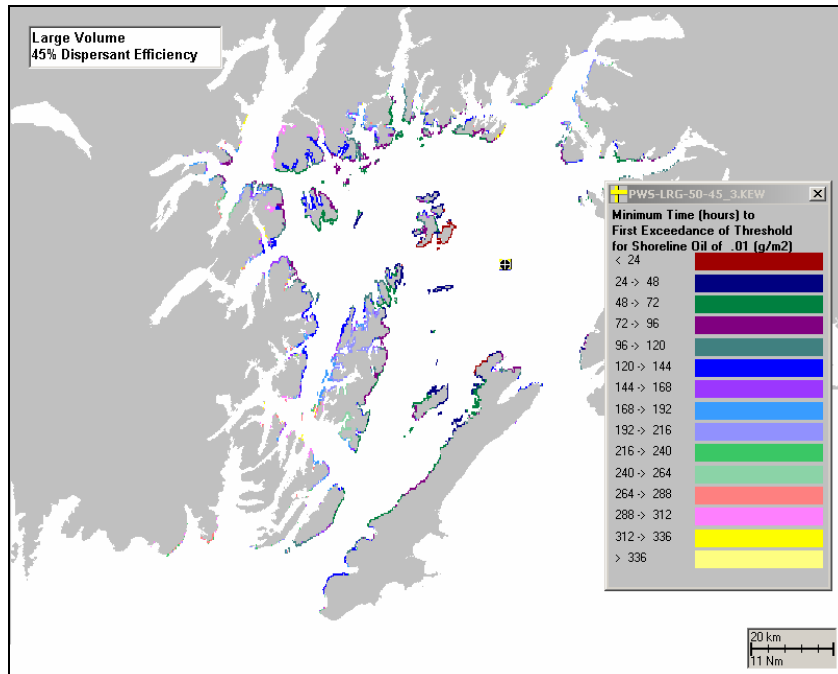 Large Volume
45% Dispersant Efficiency
PWS-LRG-50-45_3.KEW
Minimum Time (hours) to
First Exceedance of Threshold
for Shoreline Oil of .01 (g/m2)
< 24
24 -> 48
48 -> 72
72 -> 96
96 -> 120
120 -> 144
144 -> 168
168 -> 192
192 -> 216
216 -> 240
240 -> 264
264 -> 288
288 -> 312
312 -> 336
> 336
20 km
11 Nm